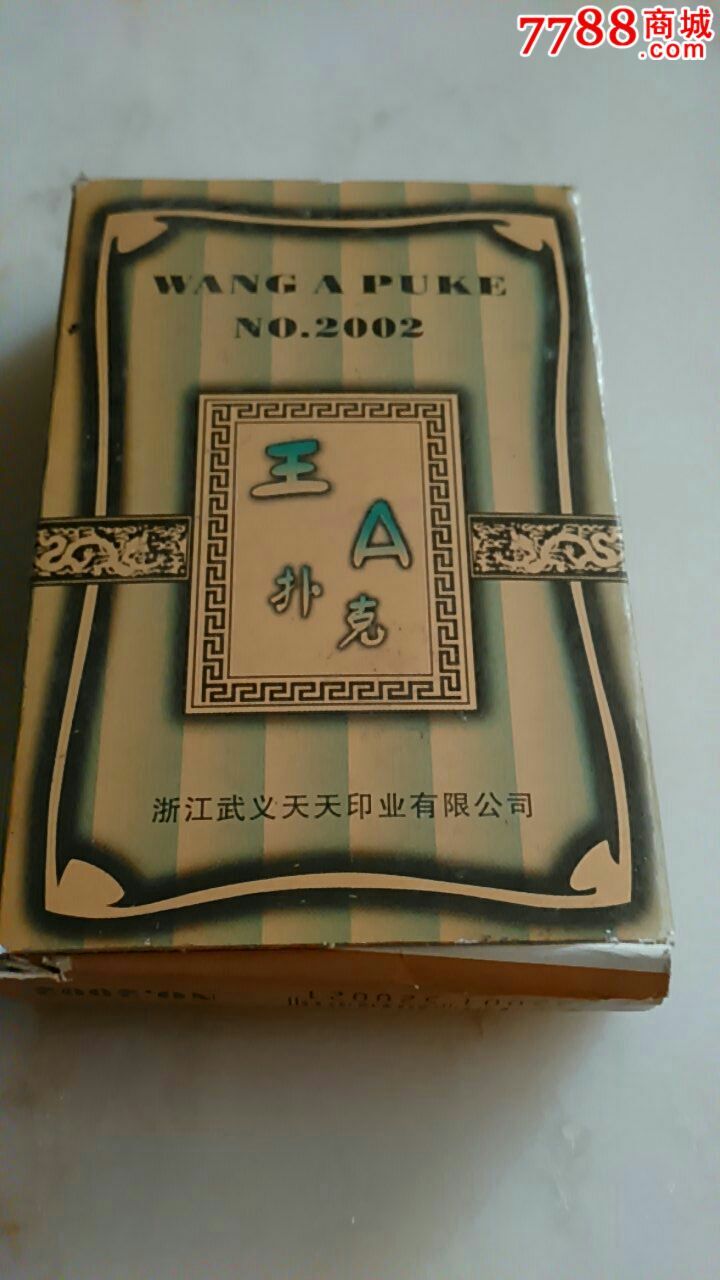 7788商城
.com
WANG A PUKE
NO.2002
王
A
扑
克
浙江武义天天印业有限公司